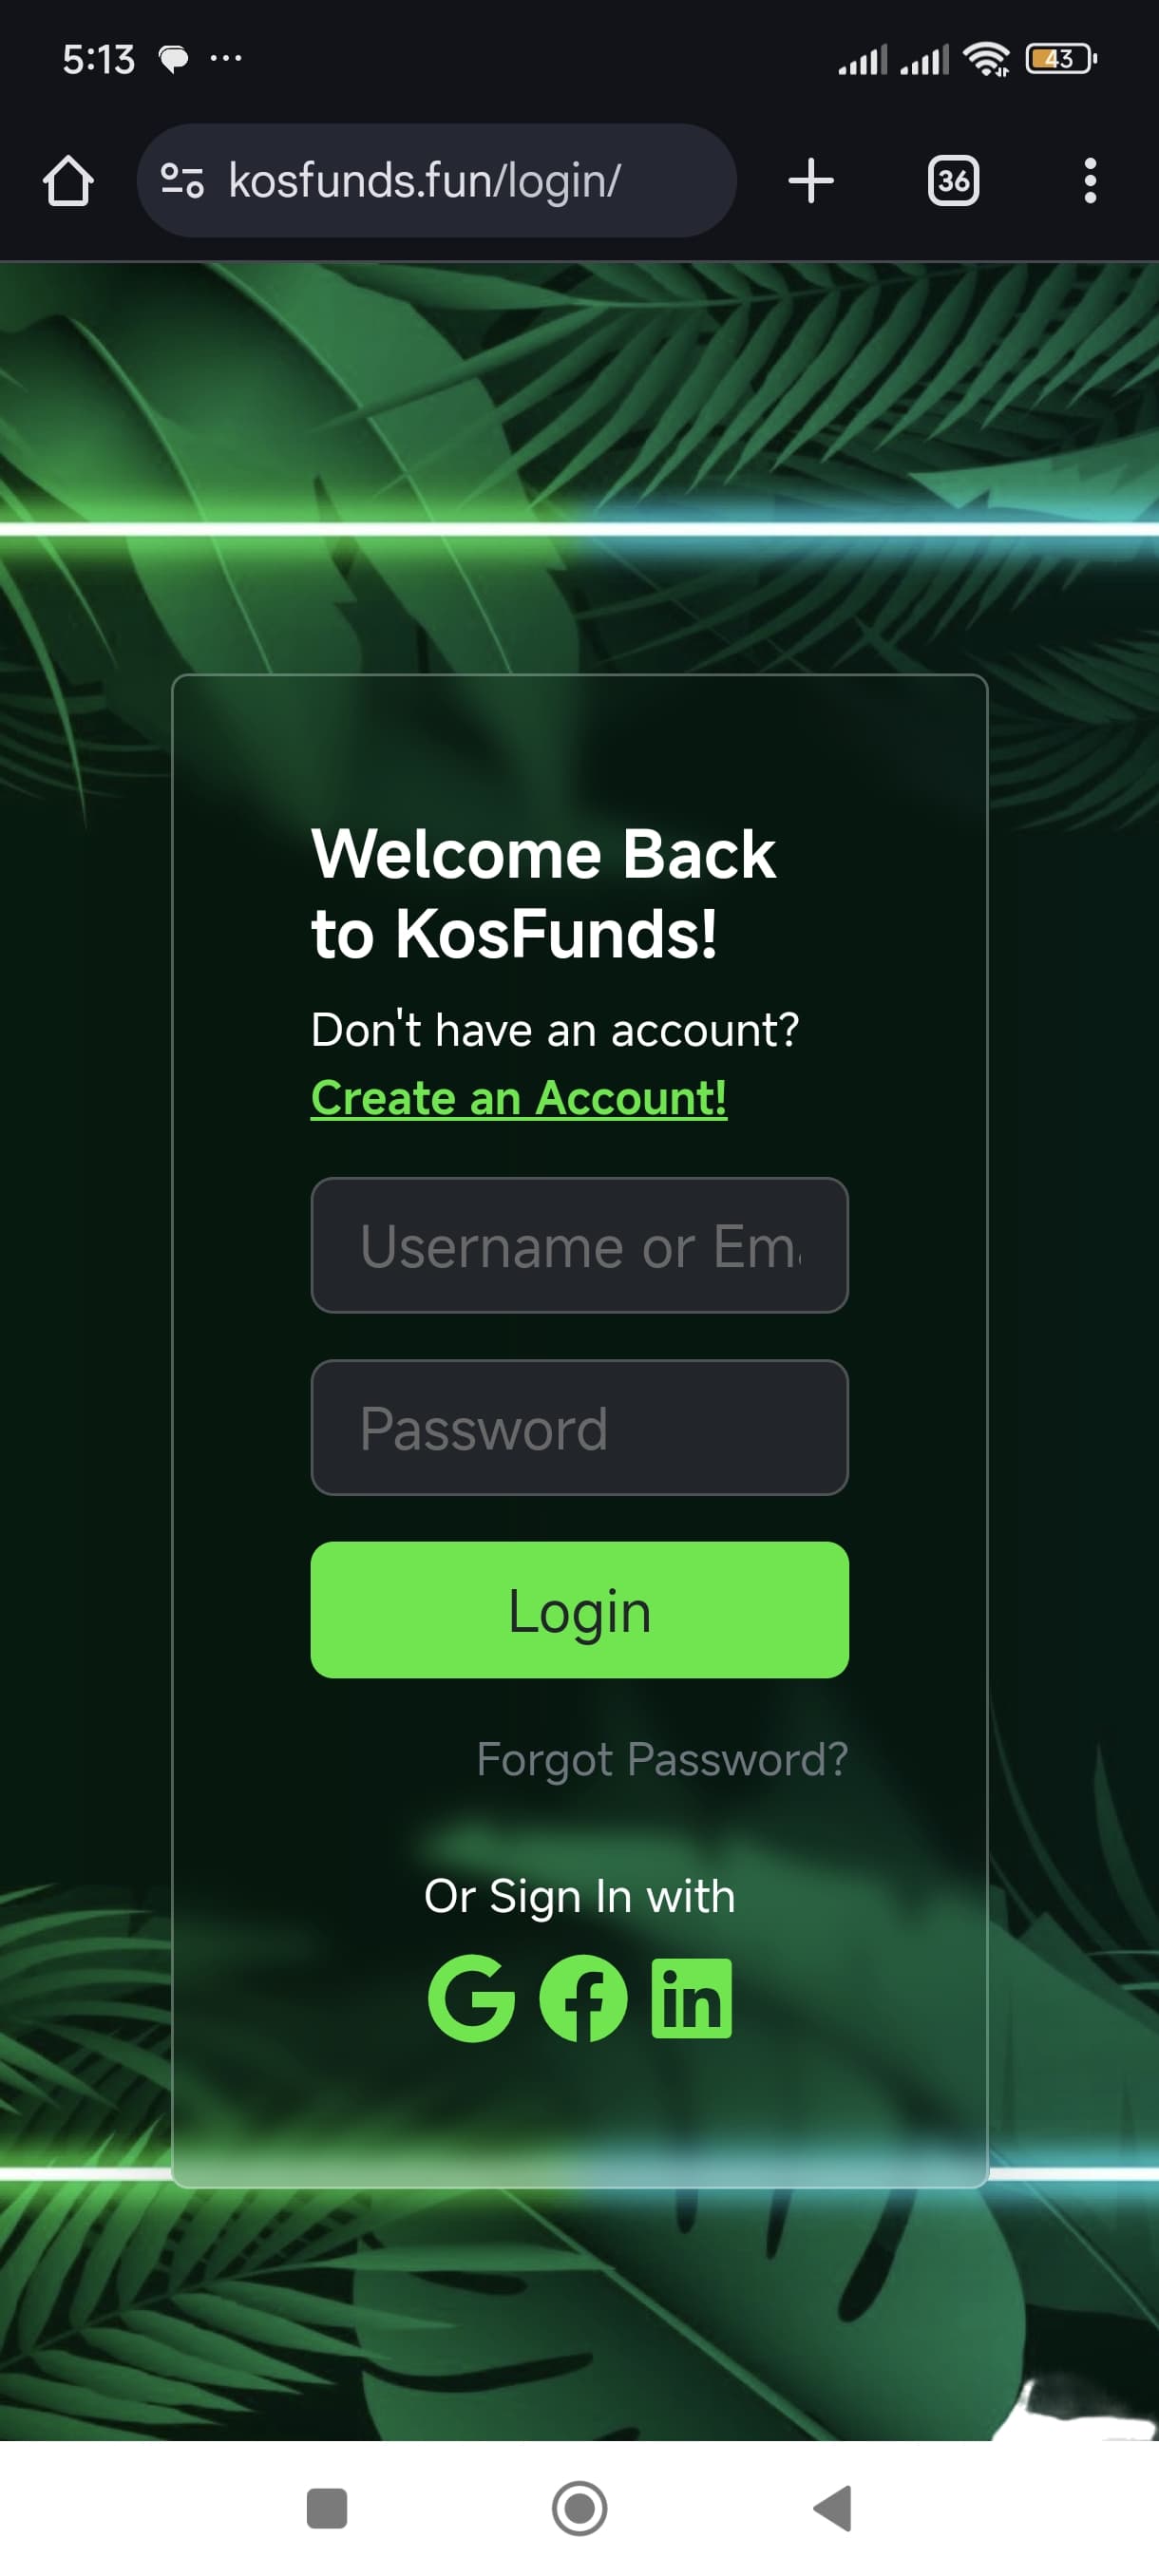 5:13
43
kosfunds.fun/login/
36
Welcome Back
to KosFunds!
Don't have an account?
Create an Account!
Username or Em
Password
Login
Forgot Password?
Or Sign In with
G f in